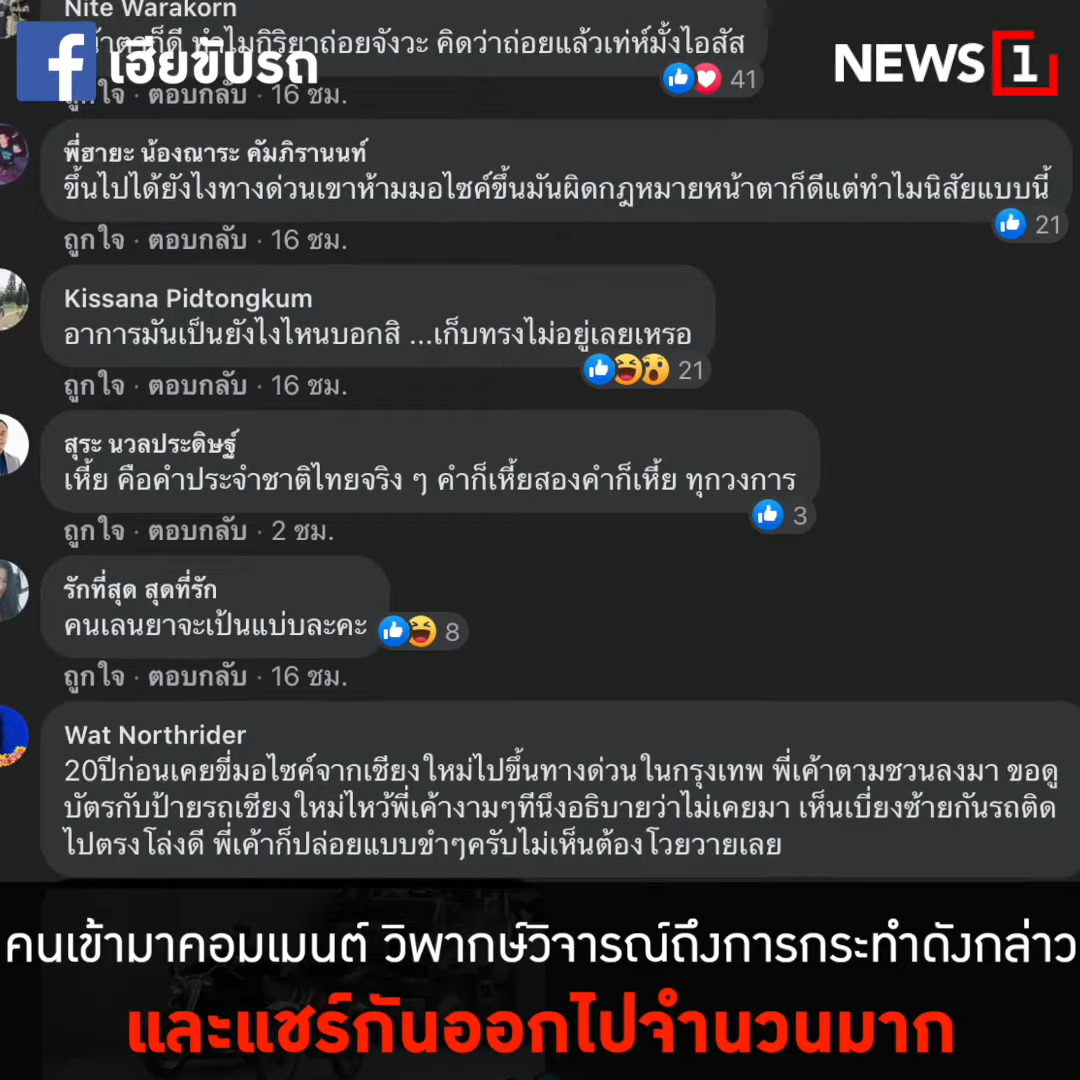 Nite Warakorn
หน้าตาก็ดี ทำไมกิริยาถ่อยจังวะ คิดว่าถ่อยแล้วเท่ห์มั้งไอสัส
เฮียขับรถ
NEWS 1
41
ถูกใจ · ตอบกลับ · 16 ชม.
พี่ฮายะ น้องณาระ คัมภิรานนท์
ขึ้นไปได้ยังไงทางด่วนเขาห้ามมอไซค์ขึ้นมันผิดกฎหมายหน้าตาก็ดีแต่ทำไมนิสัยแบบนี้
21
ถูกใจ · ตอบกลับ · 16 ชม.
Kissana Pidtongkum
อาการมันเป็นยังไงไหนบอกสิ ...เก็บทรงไม่อยู่เลยเหรอ
21
ถูกใจ · ตอบกลับ · 16 ชม.
สุระ นวลประดิษฐ์
เหี้ย คือคำประจำชาติไทยจริง ๆ คำก็เหี้ยสองคำก็เหี้ย ทุกวงการ
3
ถูกใจ · ตอบกลับ · 2 ชม.
รักที่สุด สุดที่รัก
คนเลนยาจะเป้นแบ่บละคะ
8
ถูกใจ · ตอบกลับ · 16 ชม.
Wat Northrider
20ปีก่อนเคยขี่มอไซค์จากเชียงใหม่ไปขึ้นทางด่วนในกรุงเทพ พี่เค้าตามชวนลงมา ขอดู
บัตรกับป้ายรถเชียงใหม่ไหว้พี่เค้างามๆทีนึงอธิบายว่าไม่เคยมา เห็นเบี่ยงซ้ายกันรถติด
ไปตรงโล่งดี พี่เค้าก็ปล่อยแบบขำๆครับไม่เห็นต้องโวยวายเลย
คนเข้ามาคอมเมนต์ วิพากษ์วิจารณ์ถึงการกระทำดังกล่าว
และแชร์กันออกไปจำนวนมาก